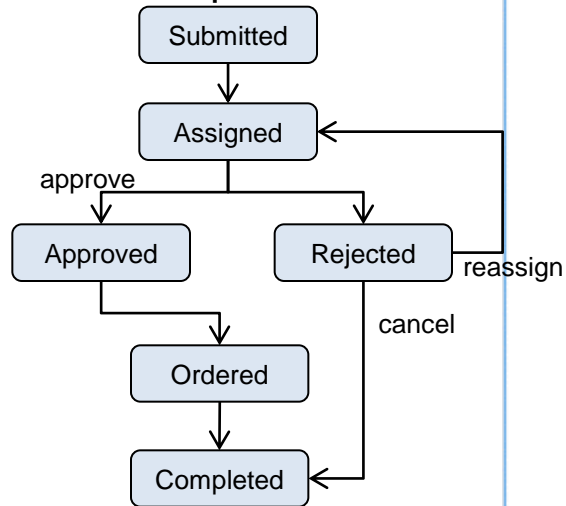 Submitted
Assigned
approve
Approved
Rejected
reassign
cancel
Ordered
Completed